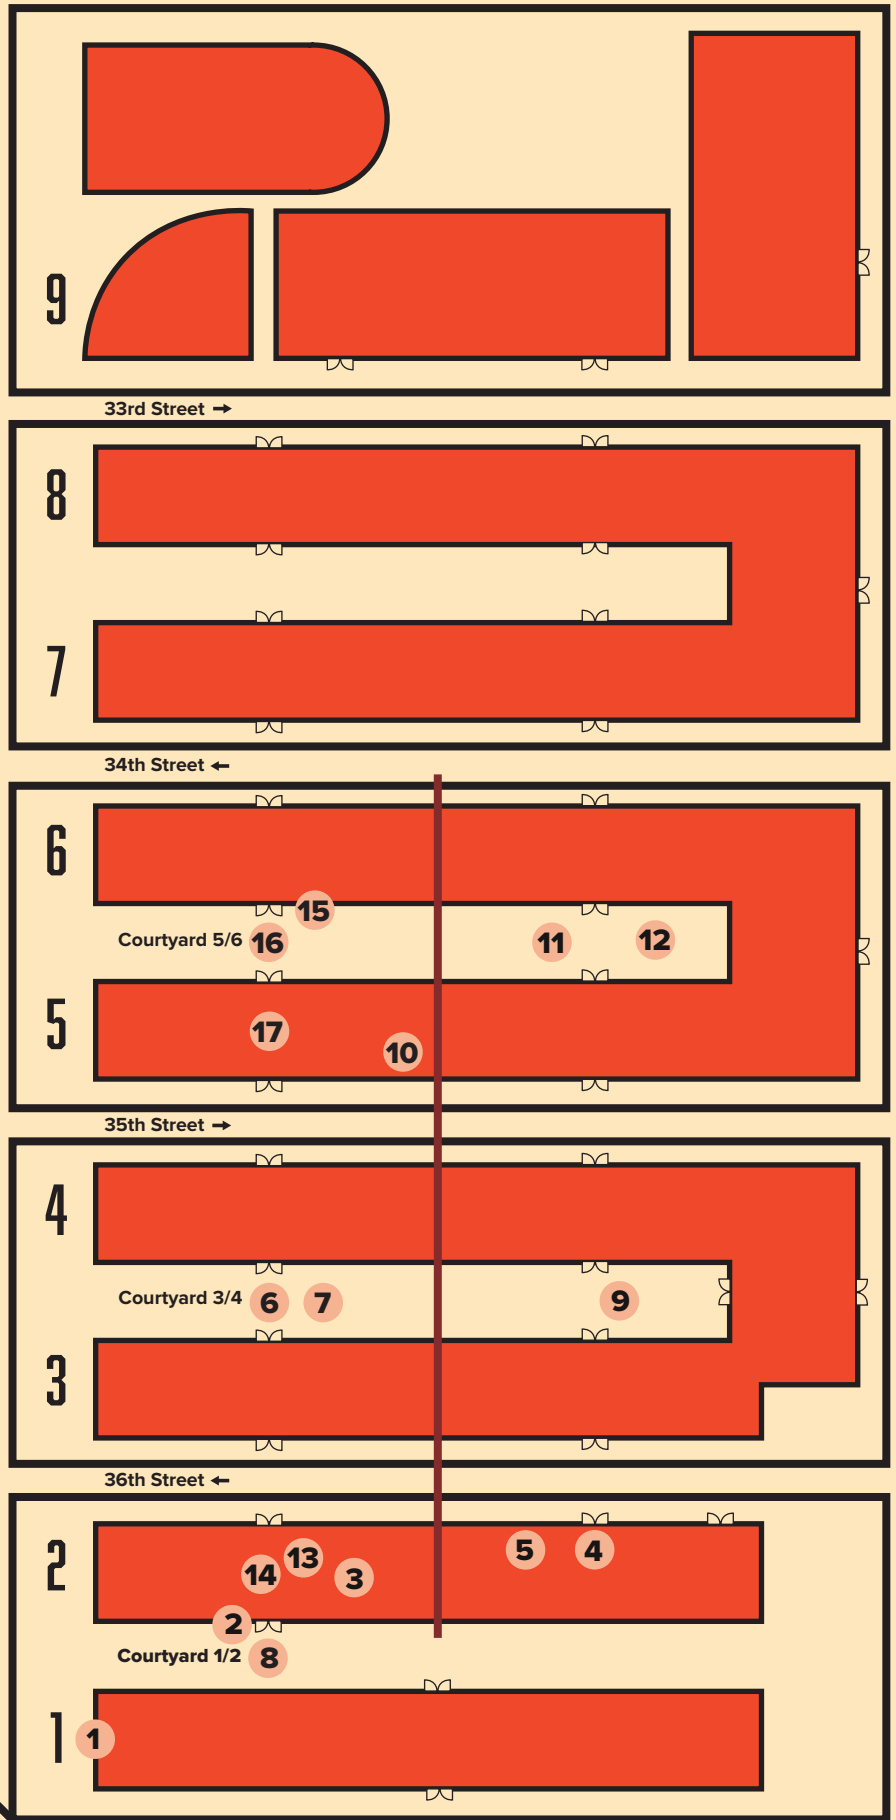 9
33rd Street →
8
7
34th Street ←
6
15
Courtyard 5/6 16 11 12
5
17
10
35th Street →
4
Courtyard 3/4 6 7 9
3
36th Street ←
2
14 13 3 5 4
2
Courtyard 1/2 8
1 1